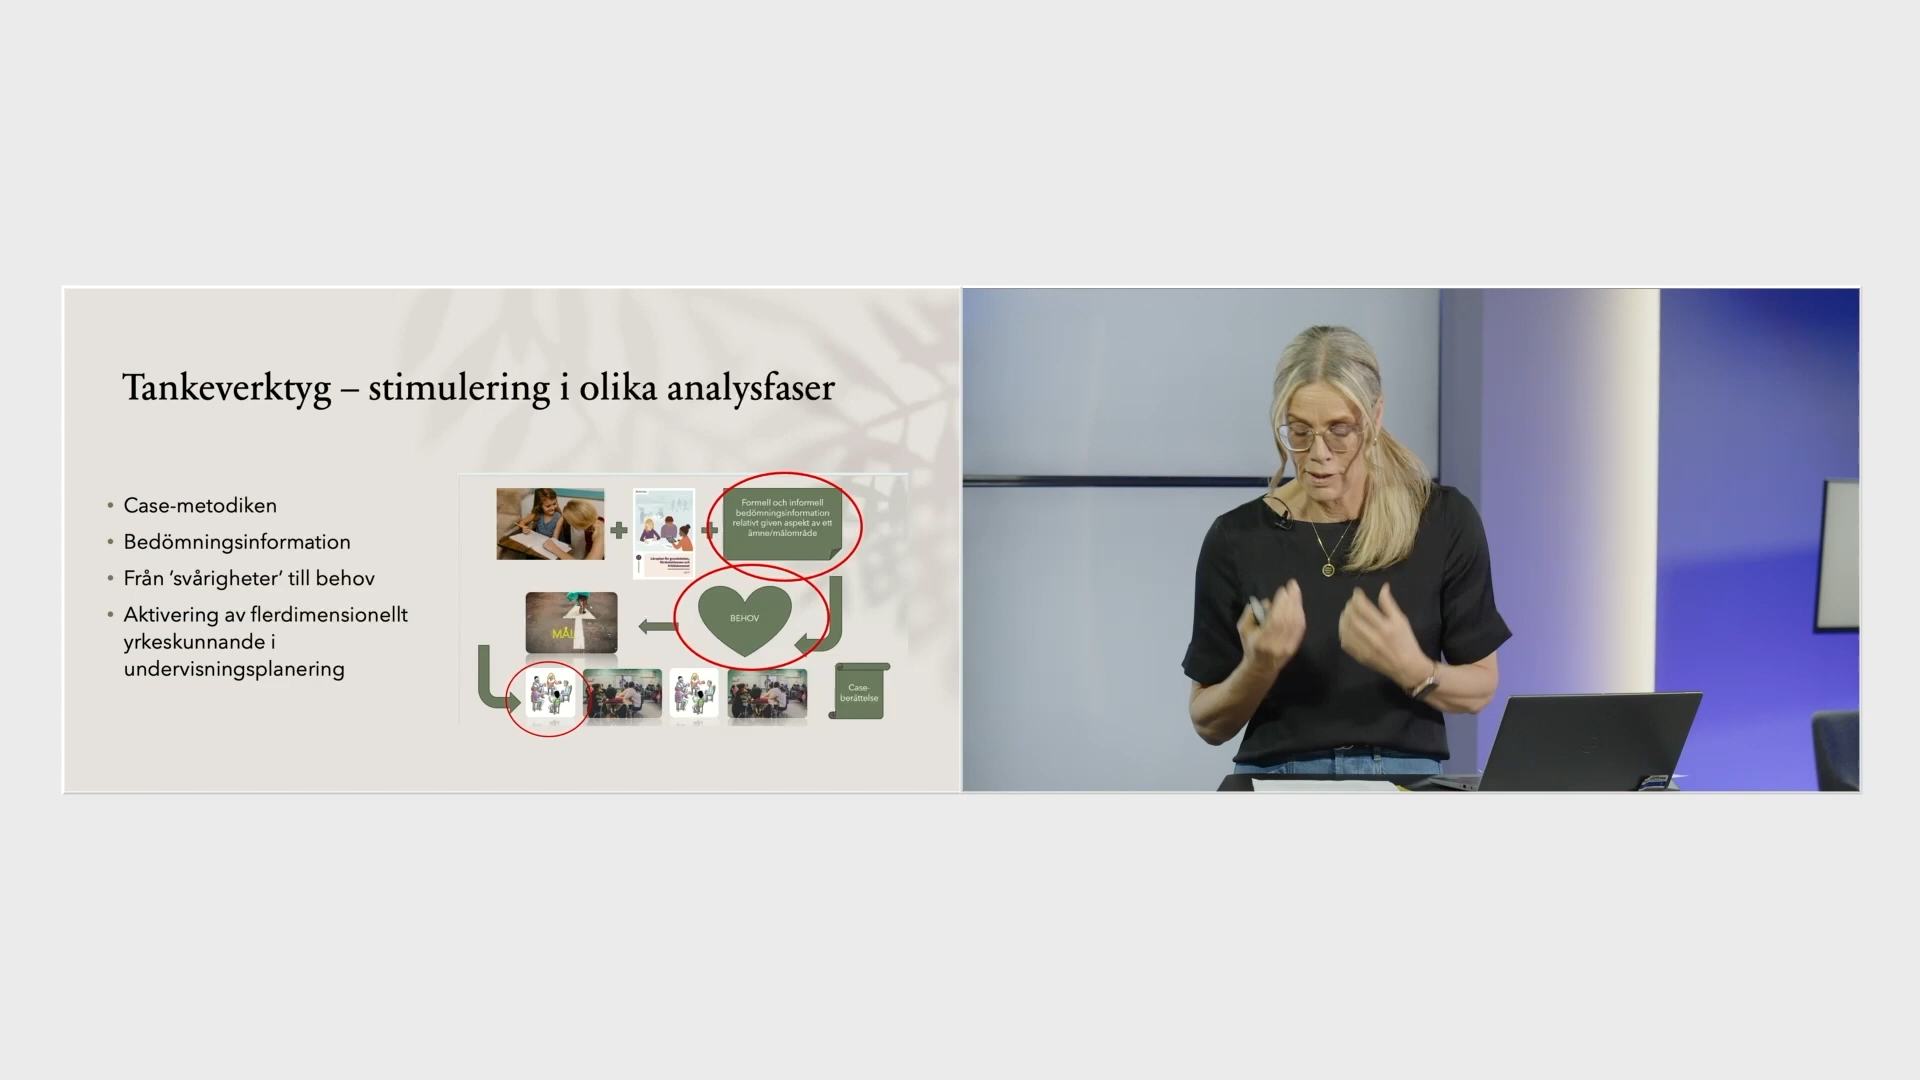 Tankeverktyg – stimulering i olika analysfaser
• Case-metodiken
• Bedömningsinformation
• Från ’svårigheter’ till behov
• Aktivering av flerdimensionellt
yrkeskunnande i
undervisningsplanering
Formell och informell
bedömningsinformation
relativt given aspekt av ett
ämne/målområde
BEHOV
MÅL
Case-
berättelse